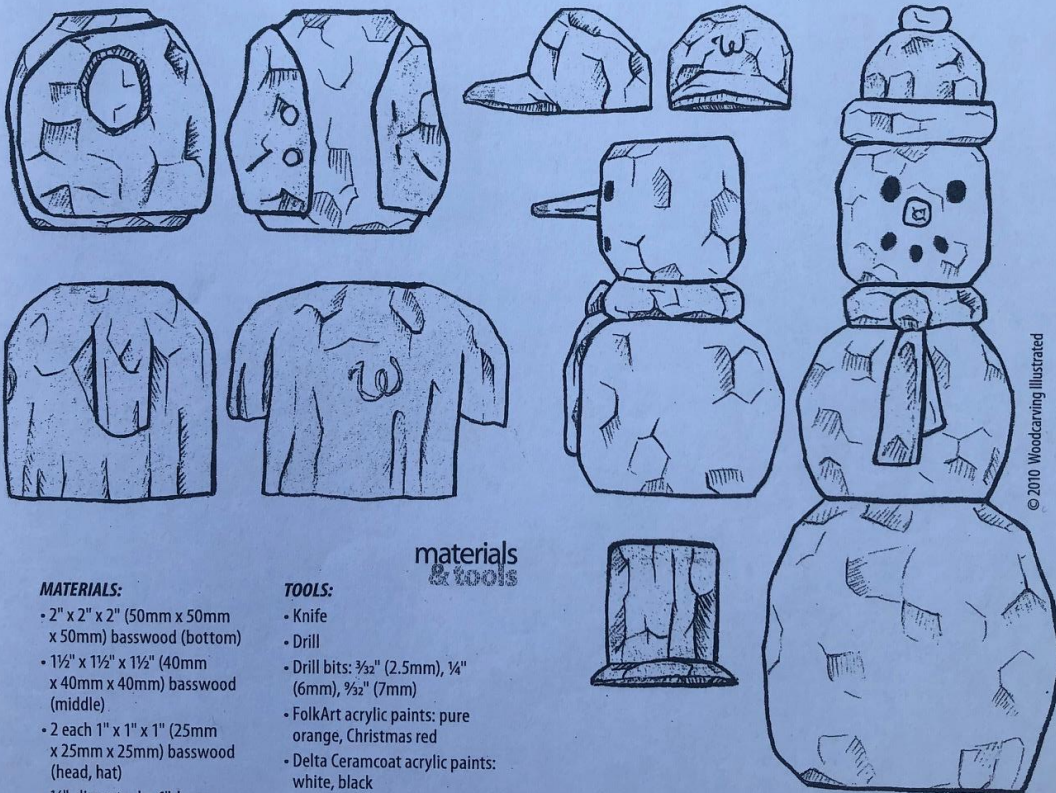 W
W
© 2010 Woodcarving Illustrated
materials
& tools
MATERIALS:
• 2" x 2" x 2" (50mm x 50mm
x 50mm) basswood (bottom)
• 1½" x 1½" x 1½" (40mm
x 40mm x 40mm) basswood
(middle)
• 2 each 1" x 1" x 1" (25mm
x 25mm x 25mm) basswood
(head, hat)
TOOLS:
• Knife
• Drill
• Drill bits: ³⁄₃₂" (2.5mm), ¼"
(6mm), ⁹⁄₃₂" (7mm)
• FolkArt acrylic paints: pure
orange, Christmas red
• Delta Ceramcoat acrylic paints:
white, black